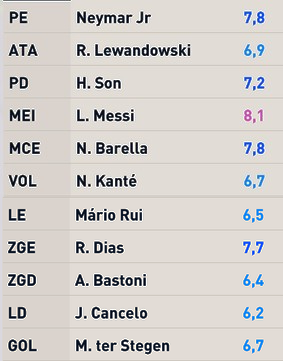 PE Neymar Jr 7,8
ATA R. Lewandowski 6,9
PD H. Son 7,2
MEI L. Messi 8,1
MCE N. Barella 7,8
VOL N. Kanté 6,7
LE Mário Rui 6,5
ZGE R. Dias 7,7
ZGD A. Bastoni 6,4
LD J. Cancelo 6,2
GOL M. ter Stegen 6,7